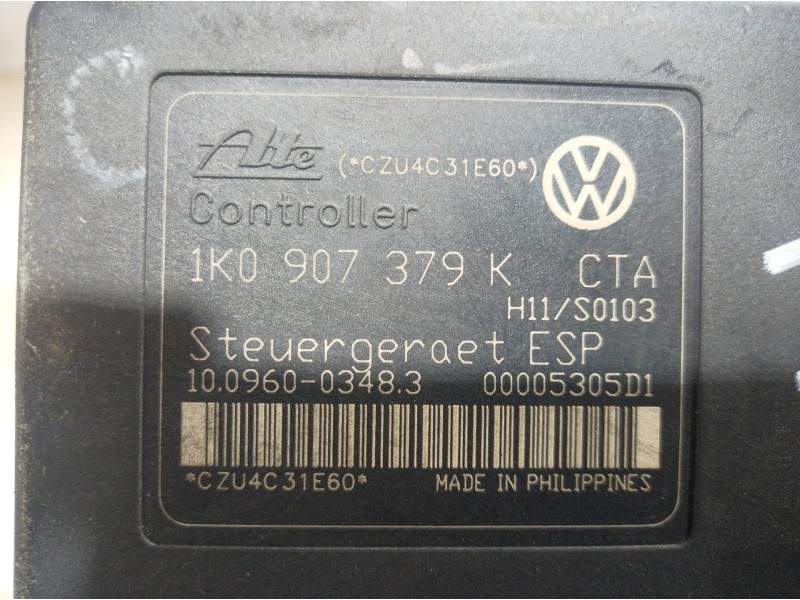 Ate (*CZU4C31E60*)
Controller
1K0 907 379 K CTA
H11/S0103
Steuergeraet ESP
10.0960-0348.3 00005305D1
*CZU4C31E60* MADE IN PHILIPPINES